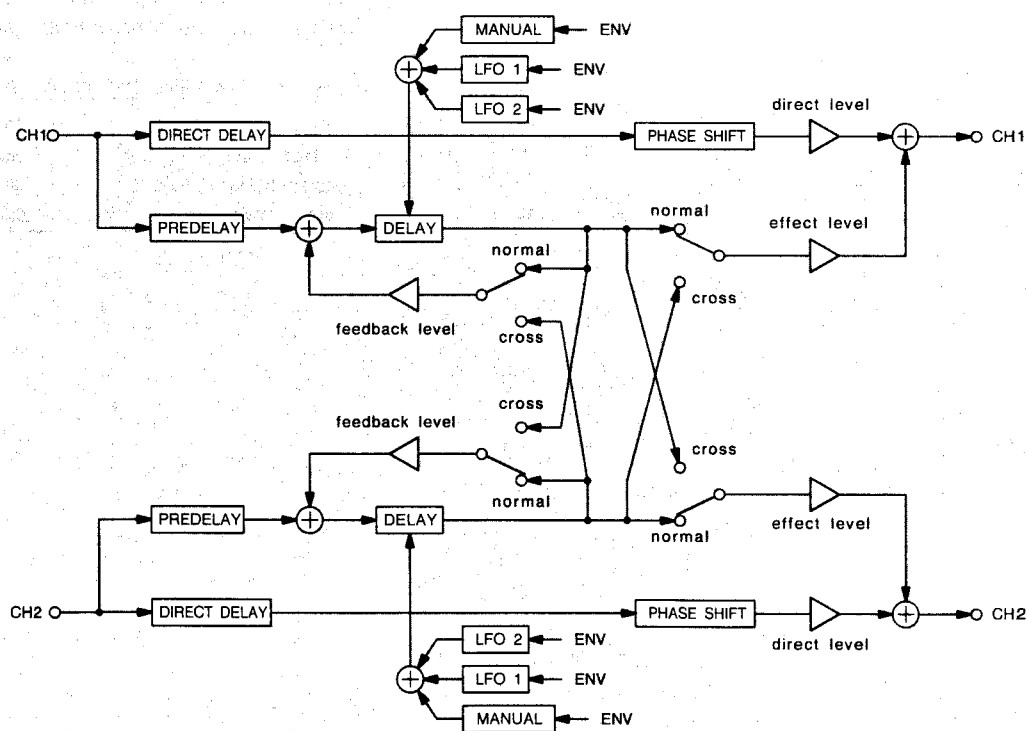 MANUAL ENV
LFO 1 ENV
LFO 2 ENV
direct level
CH1 DIRECT DELAY PHASE SHIFT CH1
normal effect level
PREDELAY DELAY
normal
feedback level cross
cross
cross
feedback level
cross
normal
PREDELAY DELAY normal effect level
CH2 DIRECT DELAY PHASE SHIFT CH2
direct level
LFO 2 ENV
LFO 1 ENV
MANUAL ENV